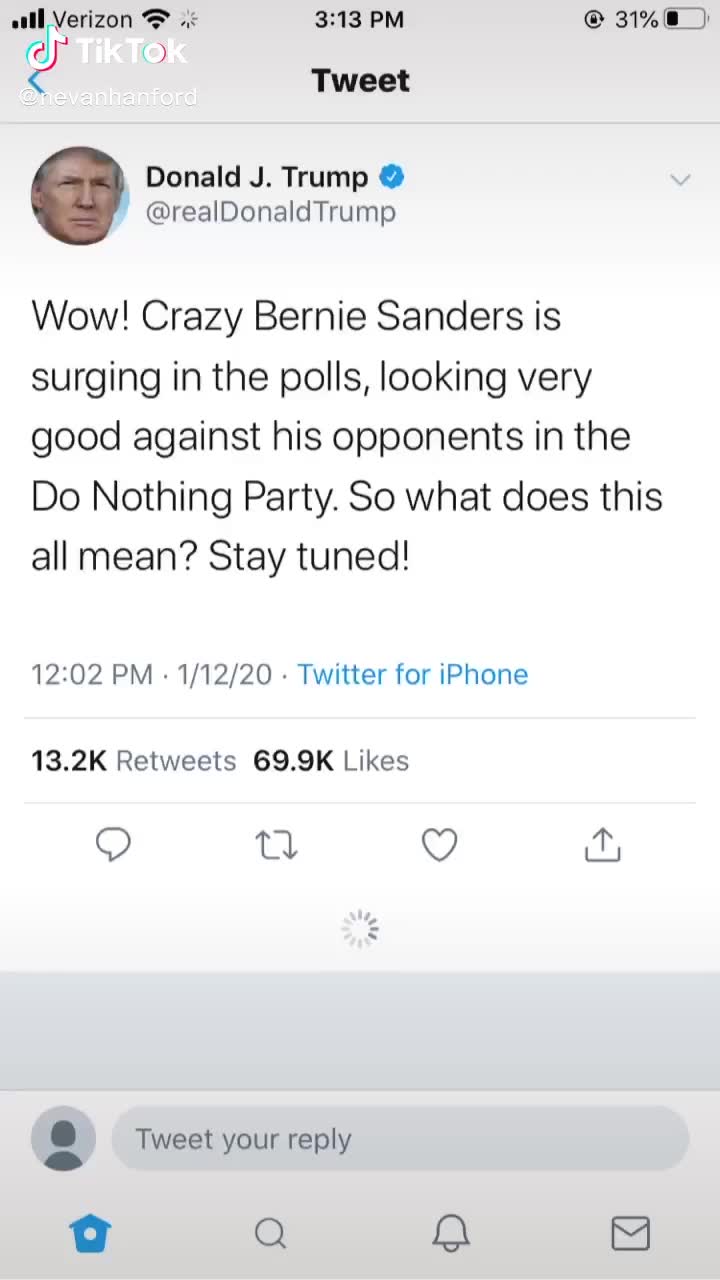 Verizon 3:13 PM 31%
TikTok
@nevanhanford
Tweet
Donald J. Trump
@realDonaldTrump
Wow! Crazy Bernie Sanders is
surging in the polls, looking very
good against his opponents in the
Do Nothing Party. So what does this
all mean? Stay tuned!
12:02 PM · 1/12/20 · Twitter for iPhone
13.2K Retweets 69.9K Likes
Tweet your reply